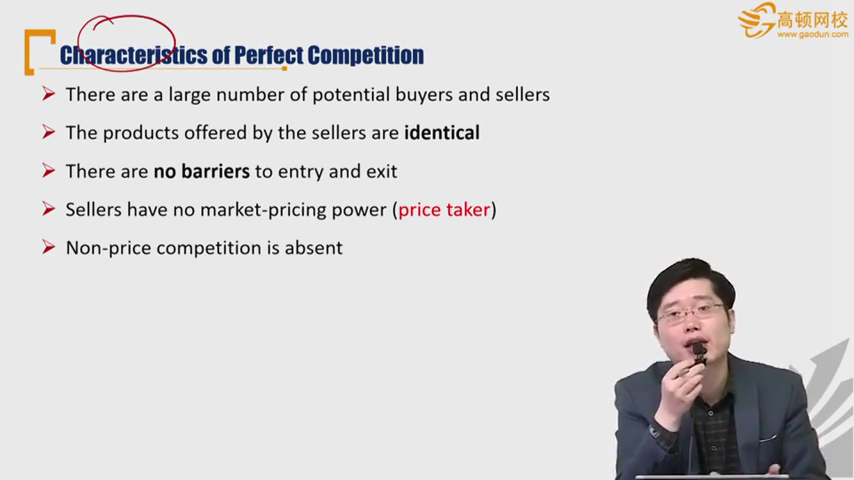 高顿网校
www.gaodun.com
Characteristics of Perfect Competition
There are a large number of potential buyers and sellers
The products offered by the sellers are identical
There are no barriers to entry and exit
Sellers have no market-pricing power (price taker)
Non-price competition is absent